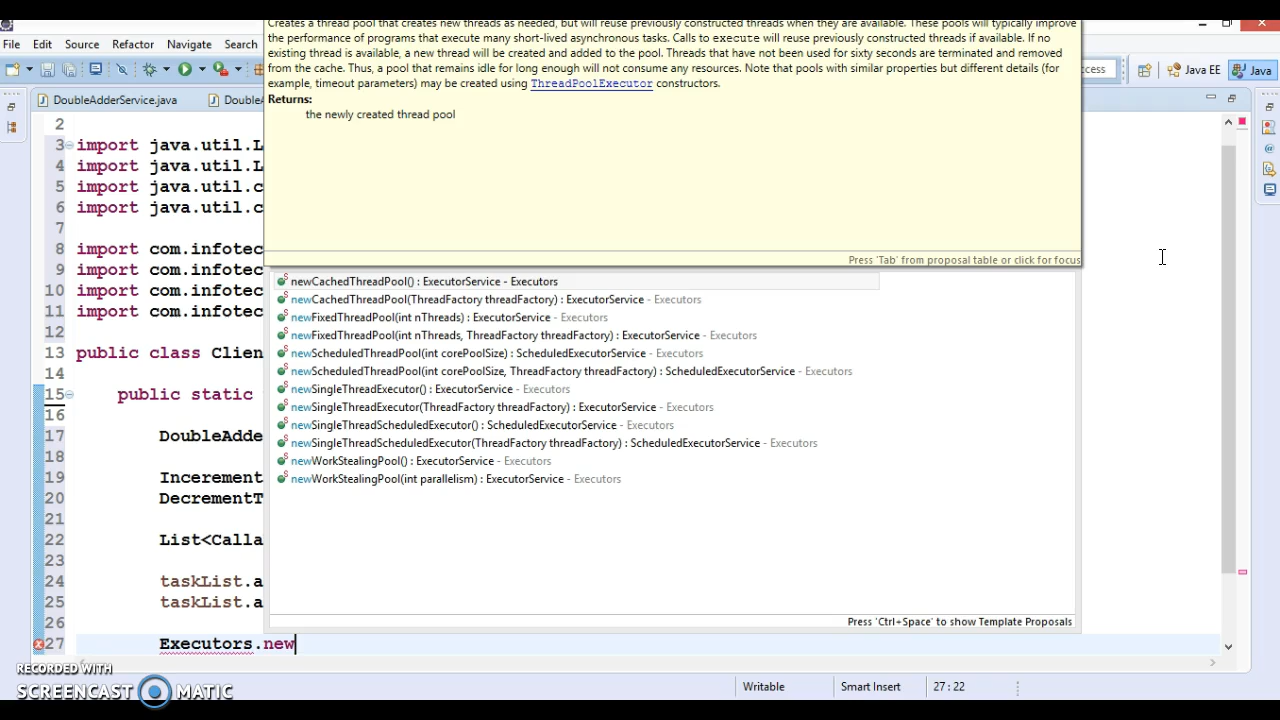 Creates a thread pool that creates new threads as needed, but will reuse previously constructed threads when they are available. These pools will typically improve
the performance of programs that execute many short-lived asynchronous tasks. Calls to execute will reuse previously constructed threads if available. If no
existing thread is available, a new thread will be created and added to the pool. Threads that have not been used for sixty seconds are terminated and removed
from the cache. Thus, a pool that remains idle for long enough will not consume any resources. Note that pools with similar properties but different details (for
example, timeout parameters) may be created using ThreadPoolExecutor constructors.
Returns:
the newly created thread pool
Press 'Tab' from proposal table or click for focus
File Edit Source Refactor Navigate Search
ccess Java EE Java
DoubleAdderService.java DoubleA
2
3 import java.util.L
4 import java.util.L
5 import java.util.c
6 import java.util.c
7
8 import com.infotec
9 import com.infotec
10 import com.infotec
11 import com.infotec
12
13 public class Clien
14
15 public static
16
17 DoubleAdde
18
19 Increment
20 DecrementT
21
22 List<Calla
23
24 taskList.a
25 taskList.a
26
27 Executors.new
newCachedThreadPool() : ExecutorService - Executors
newCachedThreadPool(ThreadFactory threadFactory) : ExecutorService - Executors
newFixedThreadPool(int nThreads) : ExecutorService - Executors
newFixedThreadPool(int nThreads, ThreadFactory threadFactory) : ExecutorService - Executors
newScheduledThreadPool(int corePoolSize) : ScheduledExecutorService - Executors
newScheduledThreadPool(int corePoolSize, ThreadFactory threadFactory) : ScheduledExecutorService - Executors
newSingleThreadExecutor() : ExecutorService - Executors
newSingleThreadExecutor(ThreadFactory threadFactory) : ExecutorService - Executors
newSingleThreadScheduledExecutor() : ScheduledExecutorService - Executors
newSingleThreadScheduledExecutor(ThreadFactory threadFactory) : ScheduledExecutorService - Executors
newWorkStealingPool() : ExecutorService - Executors
newWorkStealingPool(int parallelism) : ExecutorService - Executors
Press 'Ctrl+Space' to show Template Proposals
Writable Smart Insert 27 : 22
RECORDED WITH
SCREENCAST MATIC